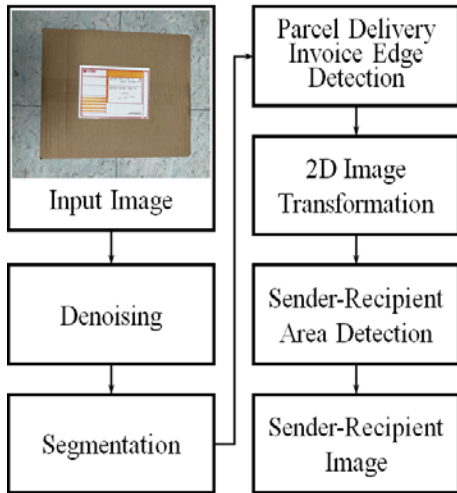 Input Image
Denoising
Segmentation
Parcel Delivery
Invoice Edge
Detection
2D Image
Transformation
Sender-Recipient
Area Detection
Sender-Recipient
Image